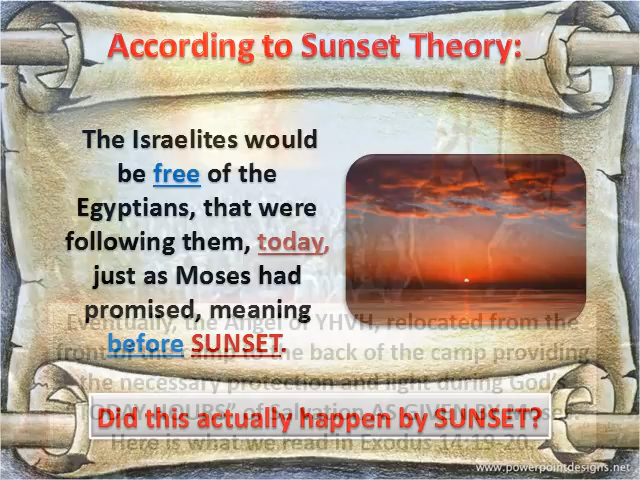 According to Sunset Theory:
The Israelites would
be free of the
Egyptians, that were
following them, today,
just as Moses had
promised, meaning
before SUNSET.
Eventually, the Angel of YHVH, relocated from the
front of the camp to the back of the camp providing
the necessary protection and light during God's
"TODAY HOURS" of Salvation AS GIVEN BY Moses.
Did this actually happen by SUNSET?
Here is what we read in Exodus 14:19-20
www.powerpointdesigns.net